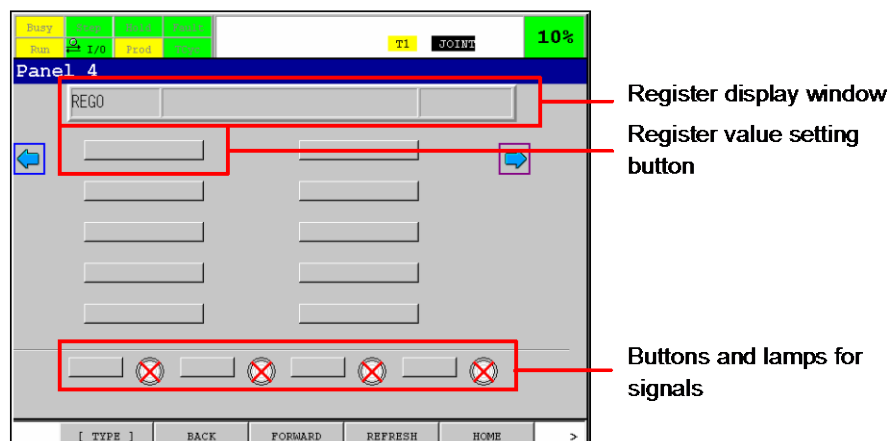 Busy Step Hold Fault
Run I/O Prod TCyc
T1 JOINT 10%
Panel 4
REG0
Register display window
Register value setting
button
Buttons and lamps for
signals
[ TYPE ] BACK FORWARD REFRESH HOME >